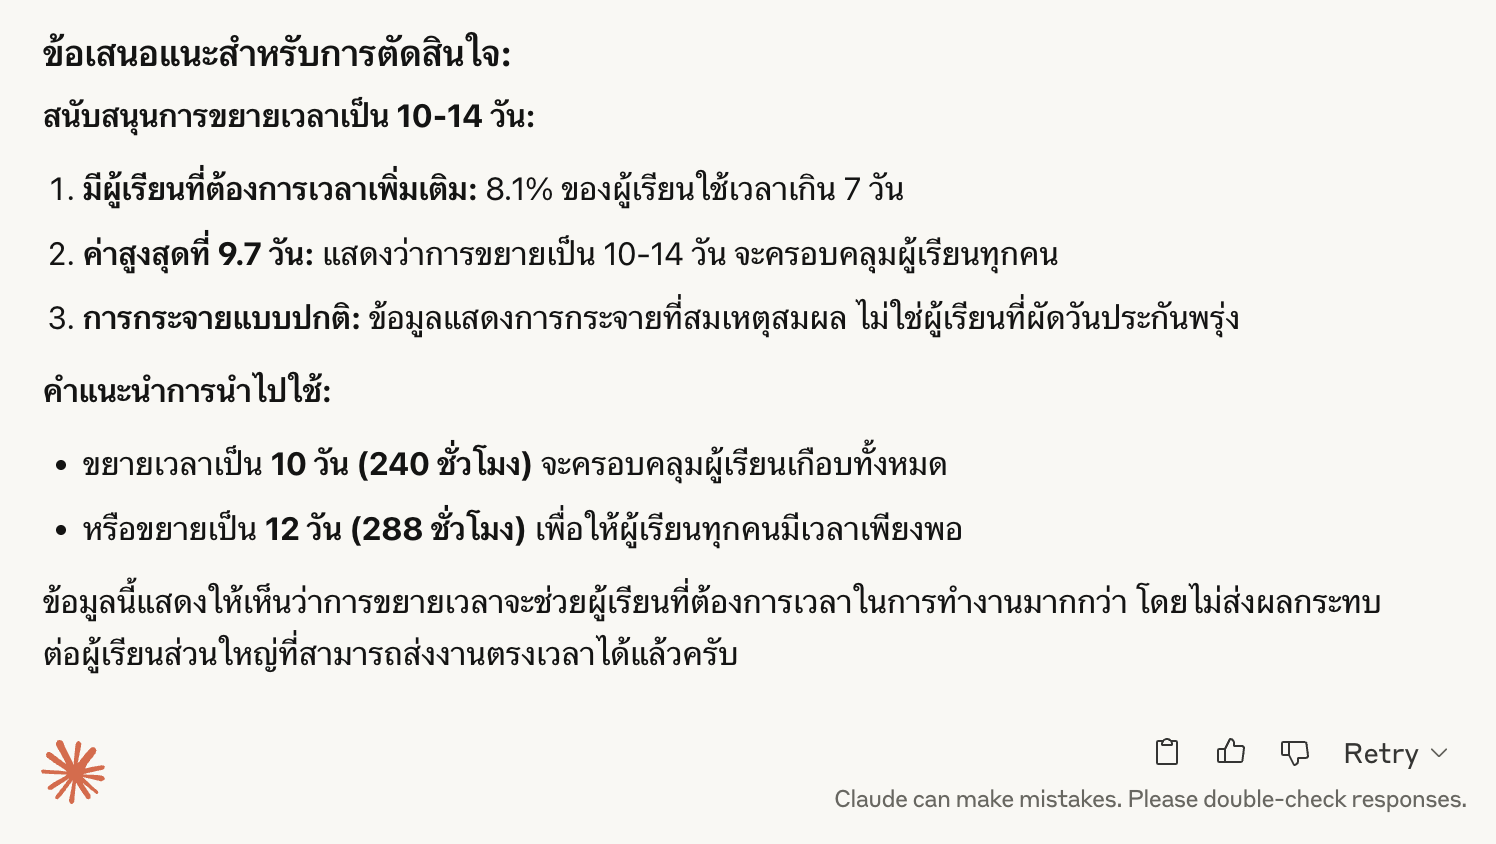 ข้อเสนอแนะสำหรับการตัดสินใจ:
สนับสนุนการขยายเวลาเป็น 10-14 วัน:
1. มีผู้เรียนที่ต้องการเวลาเพิ่มเติม: 8.1% ของผู้เรียนใช้เวลาเกิน 7 วัน
2. ค่าสูงสุดที่ 9.7 วัน: แสดงว่าการขยายเป็น 10-14 วัน จะครอบคลุมผู้เรียนทุกคน
3. การกระจายแบบปกติ: ข้อมูลแสดงการกระจายที่สมเหตุสมผล ไม่ใช่ผู้เรียนที่ผัดวันประกันพรุ่ง
คำแนะนำการนำไปใช้:
• ขยายเวลาเป็น 10 วัน (240 ชั่วโมง) จะครอบคลุมผู้เรียนเกือบทั้งหมด
• หรือขยายเป็น 12 วัน (288 ชั่วโมง) เพื่อให้ผู้เรียนทุกคนมีเวลาเพียงพอ
ข้อมูลนี้แสดงให้เห็นว่าการขยายเวลาจะช่วยผู้เรียนที่ต้องการเวลาในการทำงานมากกว่า โดยไม่ส่งผลกระทบ
ต่อผู้เรียนส่วนใหญ่ที่สามารถส่งงานตรงเวลาได้แล้วครับ
Retry
Claude can make mistakes. Please double-check responses.